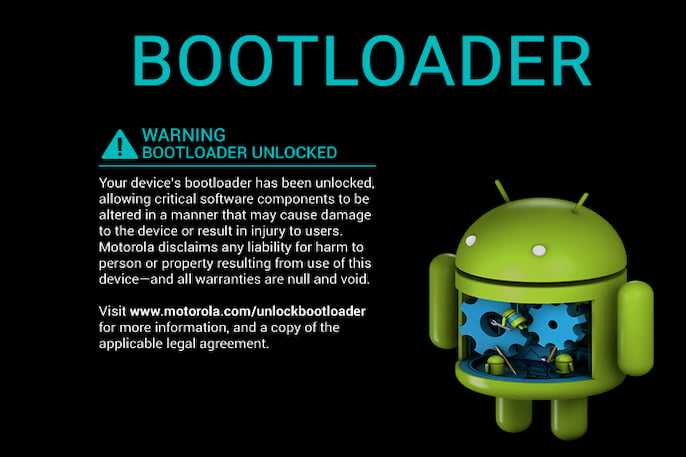 BOOTLOADER
WARNING
BOOTLOADER UNLOCKED
Your device's bootloader has been unlocked,
allowing critical software components to be
altered in a manner that may cause damage
to the device or result in injury to users.
Motorola disclaims any liability for harm to
person or property resulting from use of this
device—and all warranties are null and void.
Visit www.motorola.com/unlockbootloader
for more information, and a copy of the
applicable legal agreement.